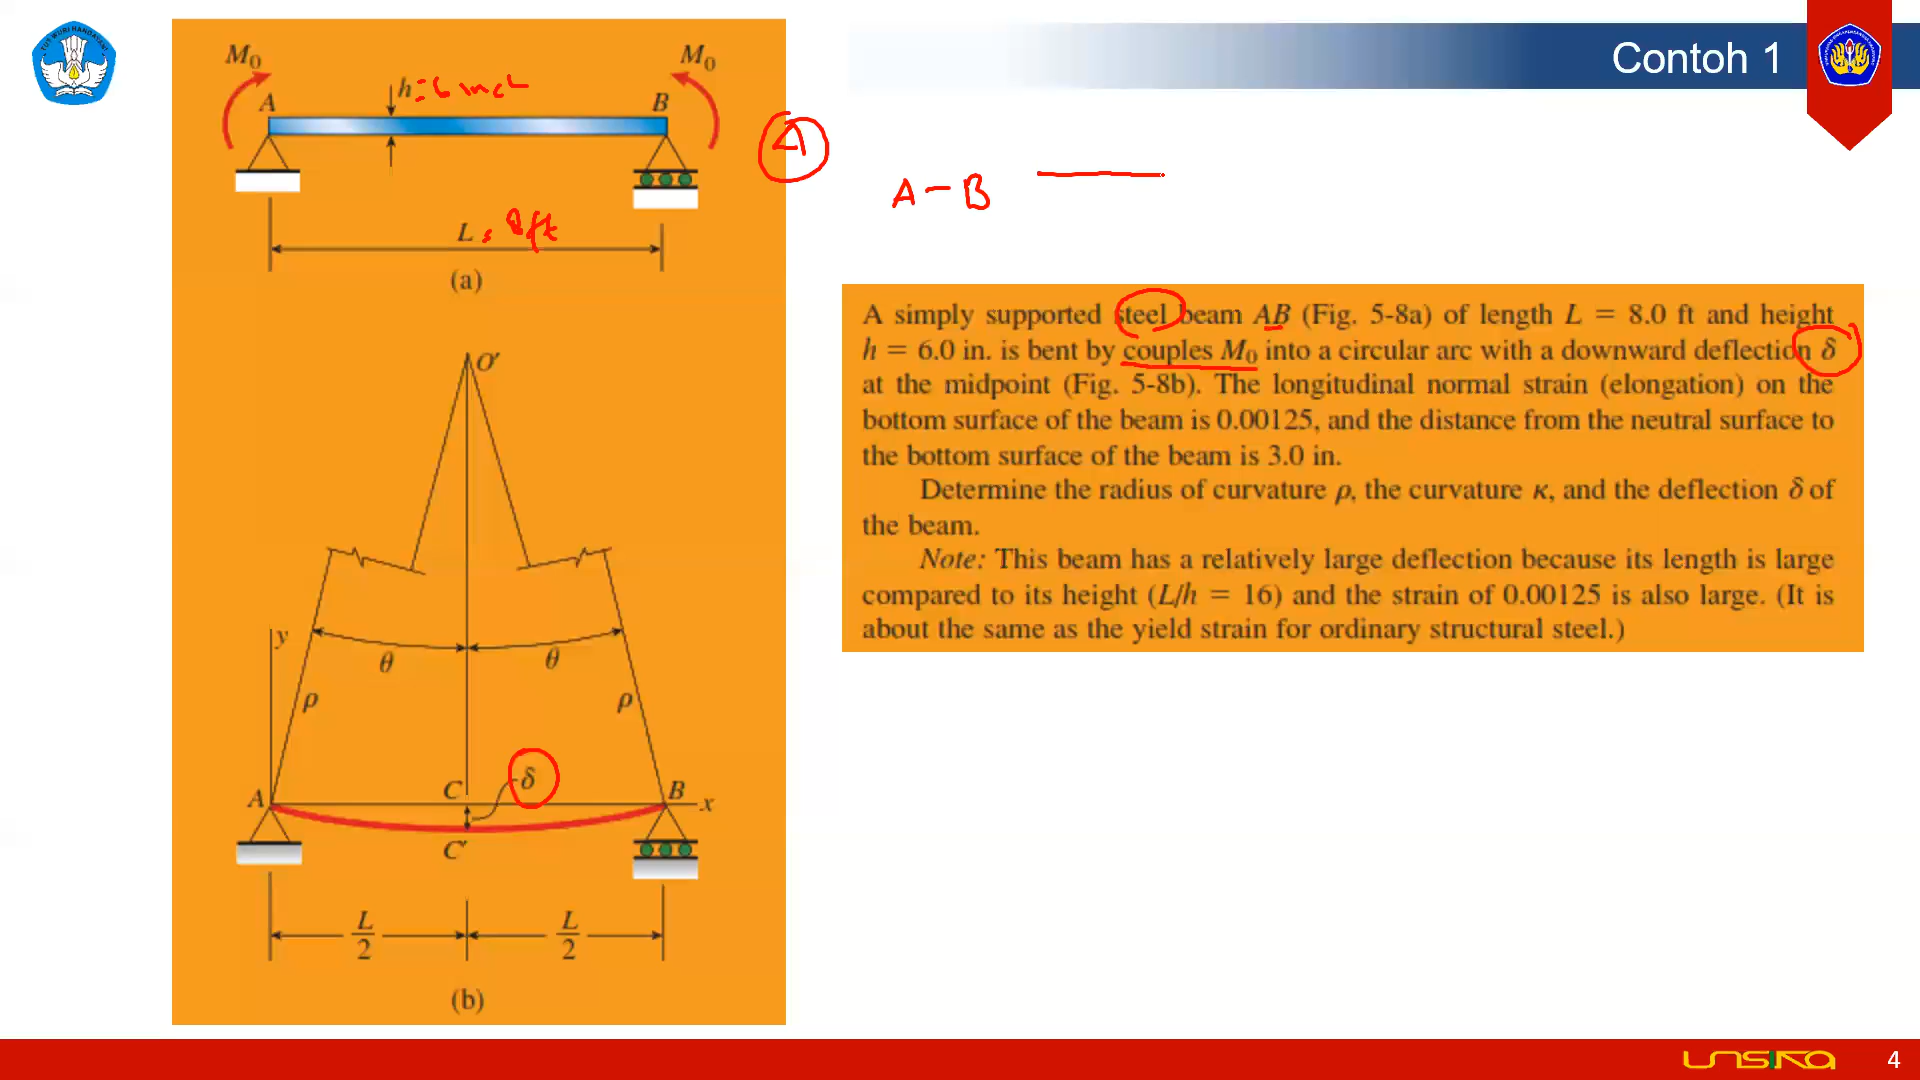 Contoh 1
TUT WURI HANDAYANI
M₀
M₀
h = 6 inch
A
B
L = 8ft
(a)
A - B
A simply supported steel beam AB (Fig. 5-8a) of length L = 8.0 ft and height
h = 6.0 in. is bent by couples M₀ into a circular arc with a downward deflection δ
at the midpoint (Fig. 5-8b). The longitudinal normal strain (elongation) on the
bottom surface of the beam is 0.00125, and the distance from the neutral surface to
the bottom surface of the beam is 3.0 in.
Determine the radius of curvature ρ, the curvature κ, and the deflection δ of
the beam.
Note: This beam has a relatively large deflection because its length is large
compared to its height (L/h = 16) and the strain of 0.00125 is also large. (It is
about the same as the yield strain for ordinary structural steel.)
O′
y
θ
θ
ρ
ρ
A
C
δ
B
x
C′
L/2
L/2
(b)
UNSIKA
4